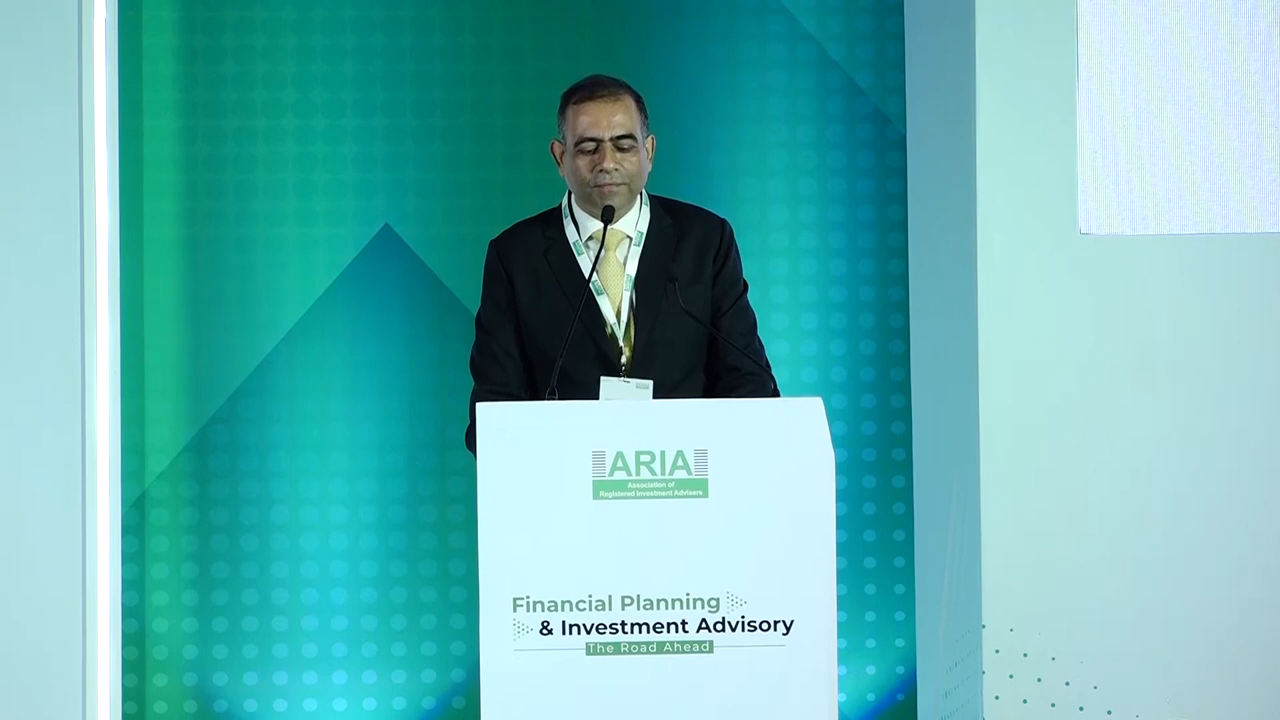 ARIA
Association of
Registered Investment Advisers
Financial Planning
& Investment Advisory
The Road Ahead